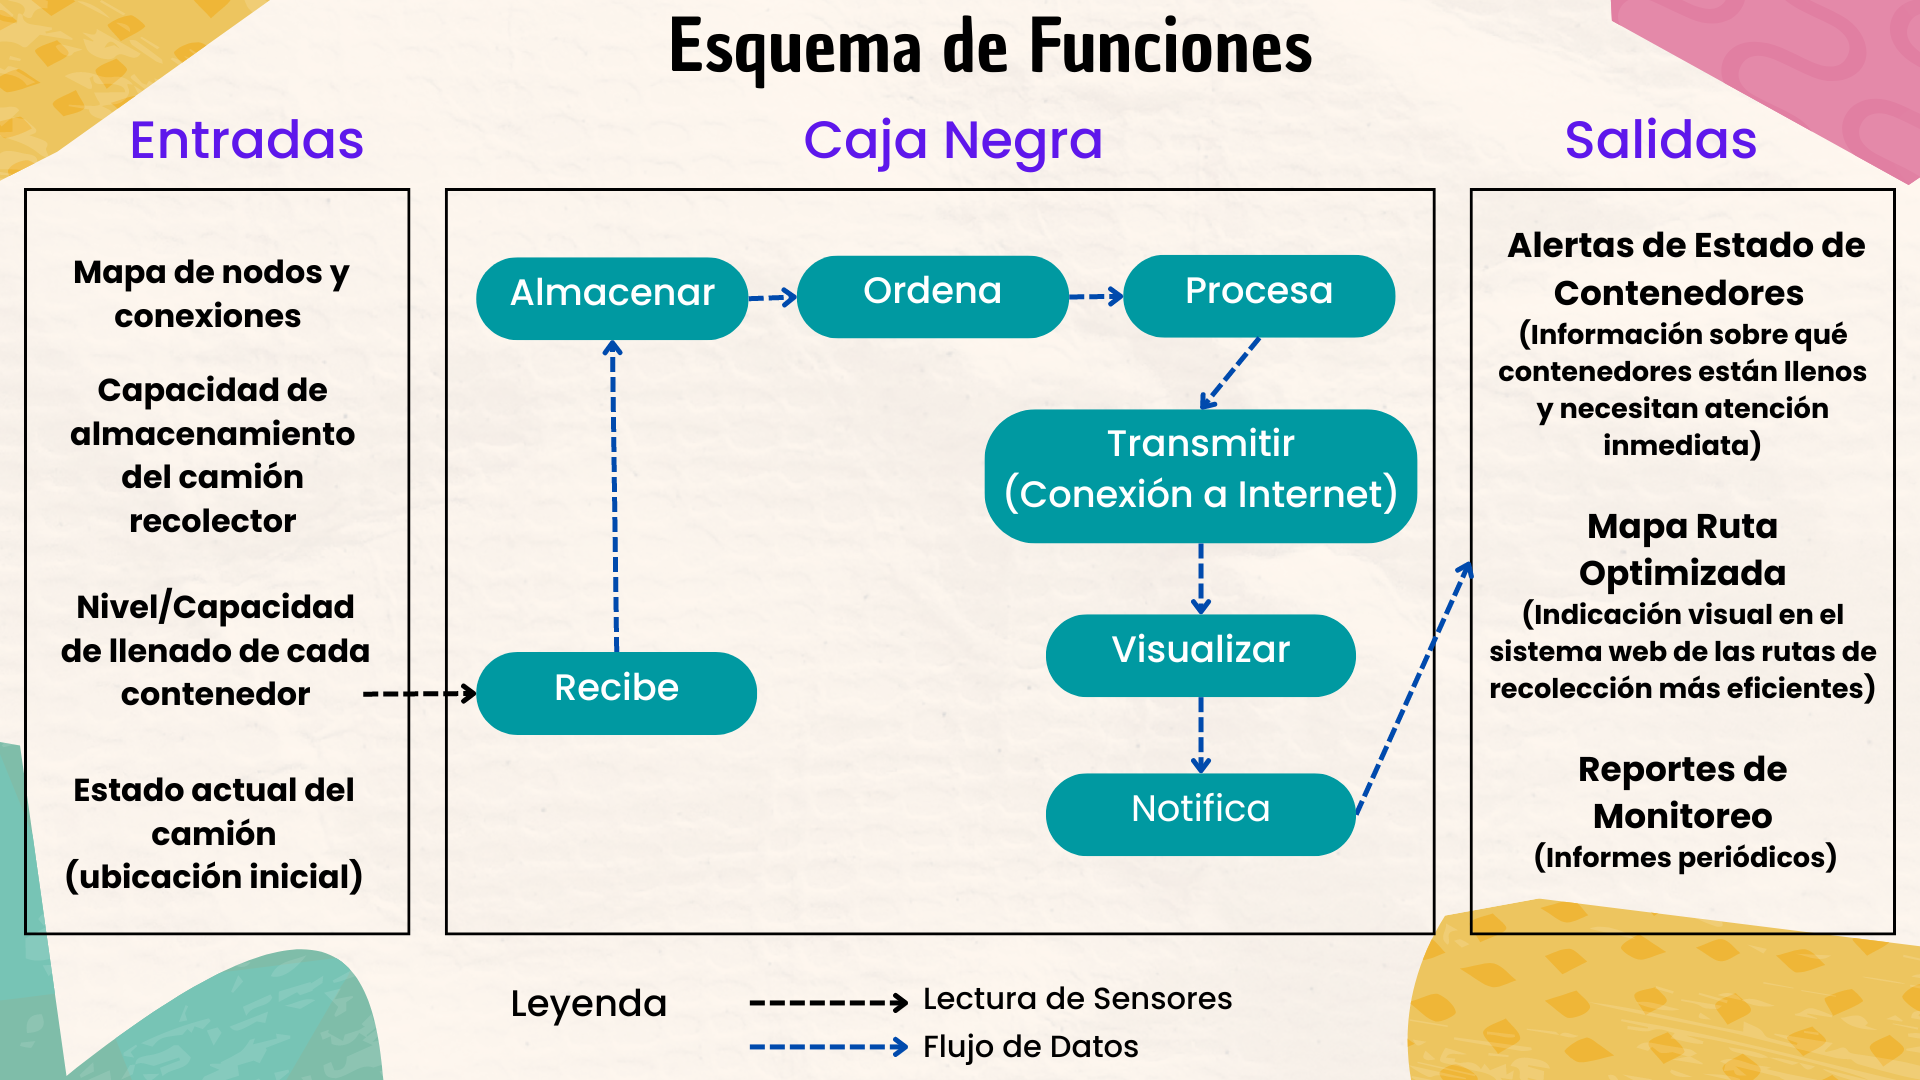 Esquema de Funciones
Entradas
Caja Negra
Salidas
Mapa de nodos y
conexiones
Capacidad de
almacenamiento
del camión
recolector
Nivel/Capacidad
de llenado de cada
contenedor
Estado actual del
camión
(ubicación inicial)
Almacenar
Ordena
Procesa
Transmitir
(Conexión a Internet)
Recibe
Visualizar
Notifica
Alertas de Estado de
Contenedores
(Información sobre qué
contenedores están llenos
y necesitan atención
inmediata)
Mapa Ruta
Optimizada
(Indicación visual en el
sistema web de las rutas de
recolección más eficientes)
Reportes de
Monitoreo
(Informes periódicos)
Leyenda
Lectura de Sensores
Flujo de Datos